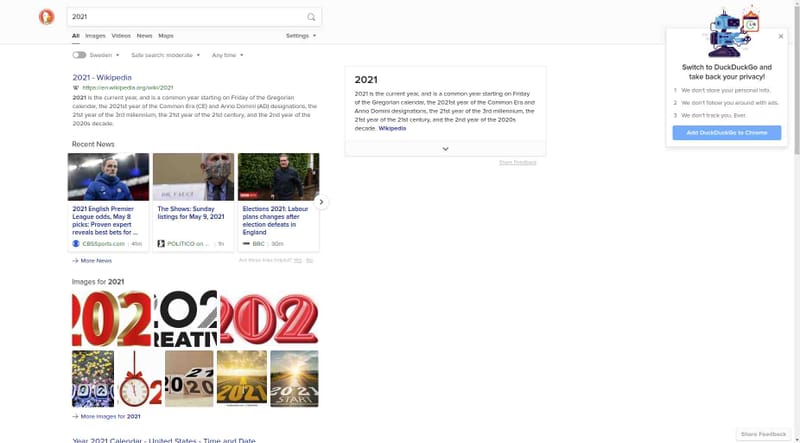 2021
All Images Videos News Maps Settings
Sweden Safe search: moderate Any time
2021 - Wikipedia
W https://en.wikipedia.org/wiki/2021
2021 is the current year, and is a common year starting on Friday of the Gregorian
calendar, the 2021st year of the Common Era (CE) and Anno Domini (AD) designations, the
21st year of the 3rd millennium, the 21st year of the 21st century, and the 2nd year of the
2020s decade.
Recent News
2021 English Premier
League odds, May 8
picks: Proven expert
reveals best bets for ...
CBSSports.com | 41m
The Shows: Sunday
listings for May 9, 2021
POLITICO on ... | 1h
Elections 2021: Labour
plans changes after
election defeats in
England
BBC | 30m
→ More News
Are these links helpful? Yes No
Images for 2021
202
202
REATIV
202
2021
2021
2021
START
→ More Images for 2021
Year 2021 Calendar - United States - Time and Date
2021
2021 is the current year, and is a common year starting on Friday
of the Gregorian calendar, the 2021st year of the Common Era and
Anno Domini designations, the 21st year of the 3rd millennium, the
21st year of the 21st century, and the 2nd year of the 2020s
decade. Wikipedia
Share Feedback
Switch to DuckDuckGo and
take back your privacy!
1 We don't store your personal info.
2 We don't follow you around with ads.
3 We don't track you. Ever.
Add DuckDuckGo to Chrome
Share Feedback